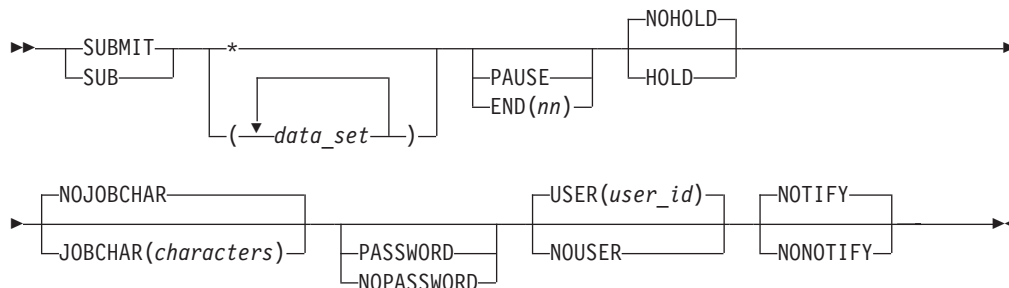 NOHOLD
SUBMIT * PAUSE HOLD
SUB ( data_set ) END(nn)
NOJOBCHAR USER(user_id) NOTIFY
JOBCHAR(characters) PASSWORD NOUSER NONOTIFY
NOPASSWORD